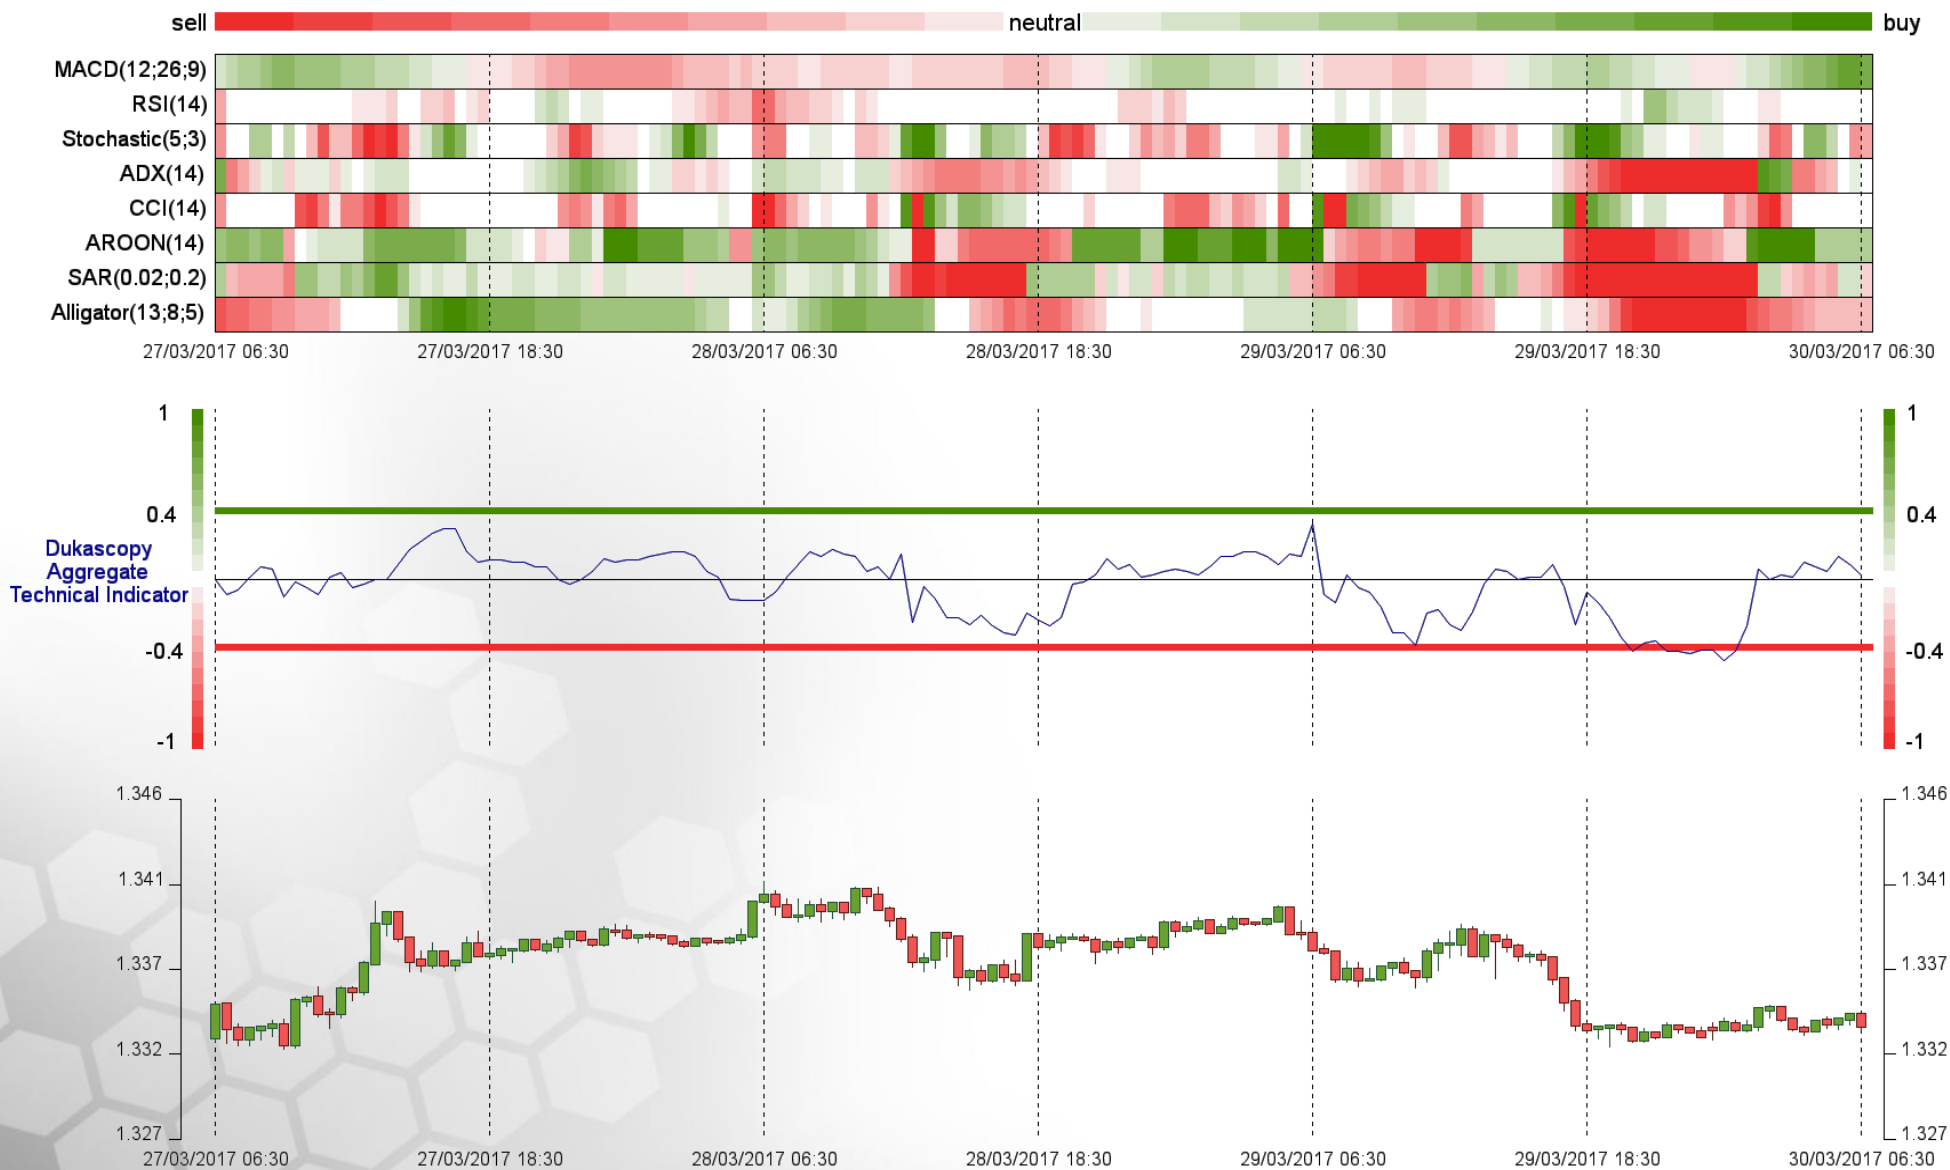 sell neutral buy
MACD(12;26;9)
RSI(14)
Stochastic(5;3)
ADX(14)
CCI(14)
AROON(14)
SAR(0.02;0.2)
Alligator(13;8;5)
27/03/2017 06:30 27/03/2017 18:30 28/03/2017 06:30 28/03/2017 18:30 29/03/2017 06:30 29/03/2017 18:30 30/03/2017 06:30
1 1
0.4 0.4
Dukascopy
Aggregate
Technical Indicator
-0.4 -0.4
-1 -1
1.346 1.346
1.341 1.341
1.337 1.337
1.332 1.332
1.327 1.327
27/03/2017 06:30 27/03/2017 18:30 28/03/2017 06:30 28/03/2017 18:30 29/03/2017 06:30 29/03/2017 18:30 30/03/2017 06:30